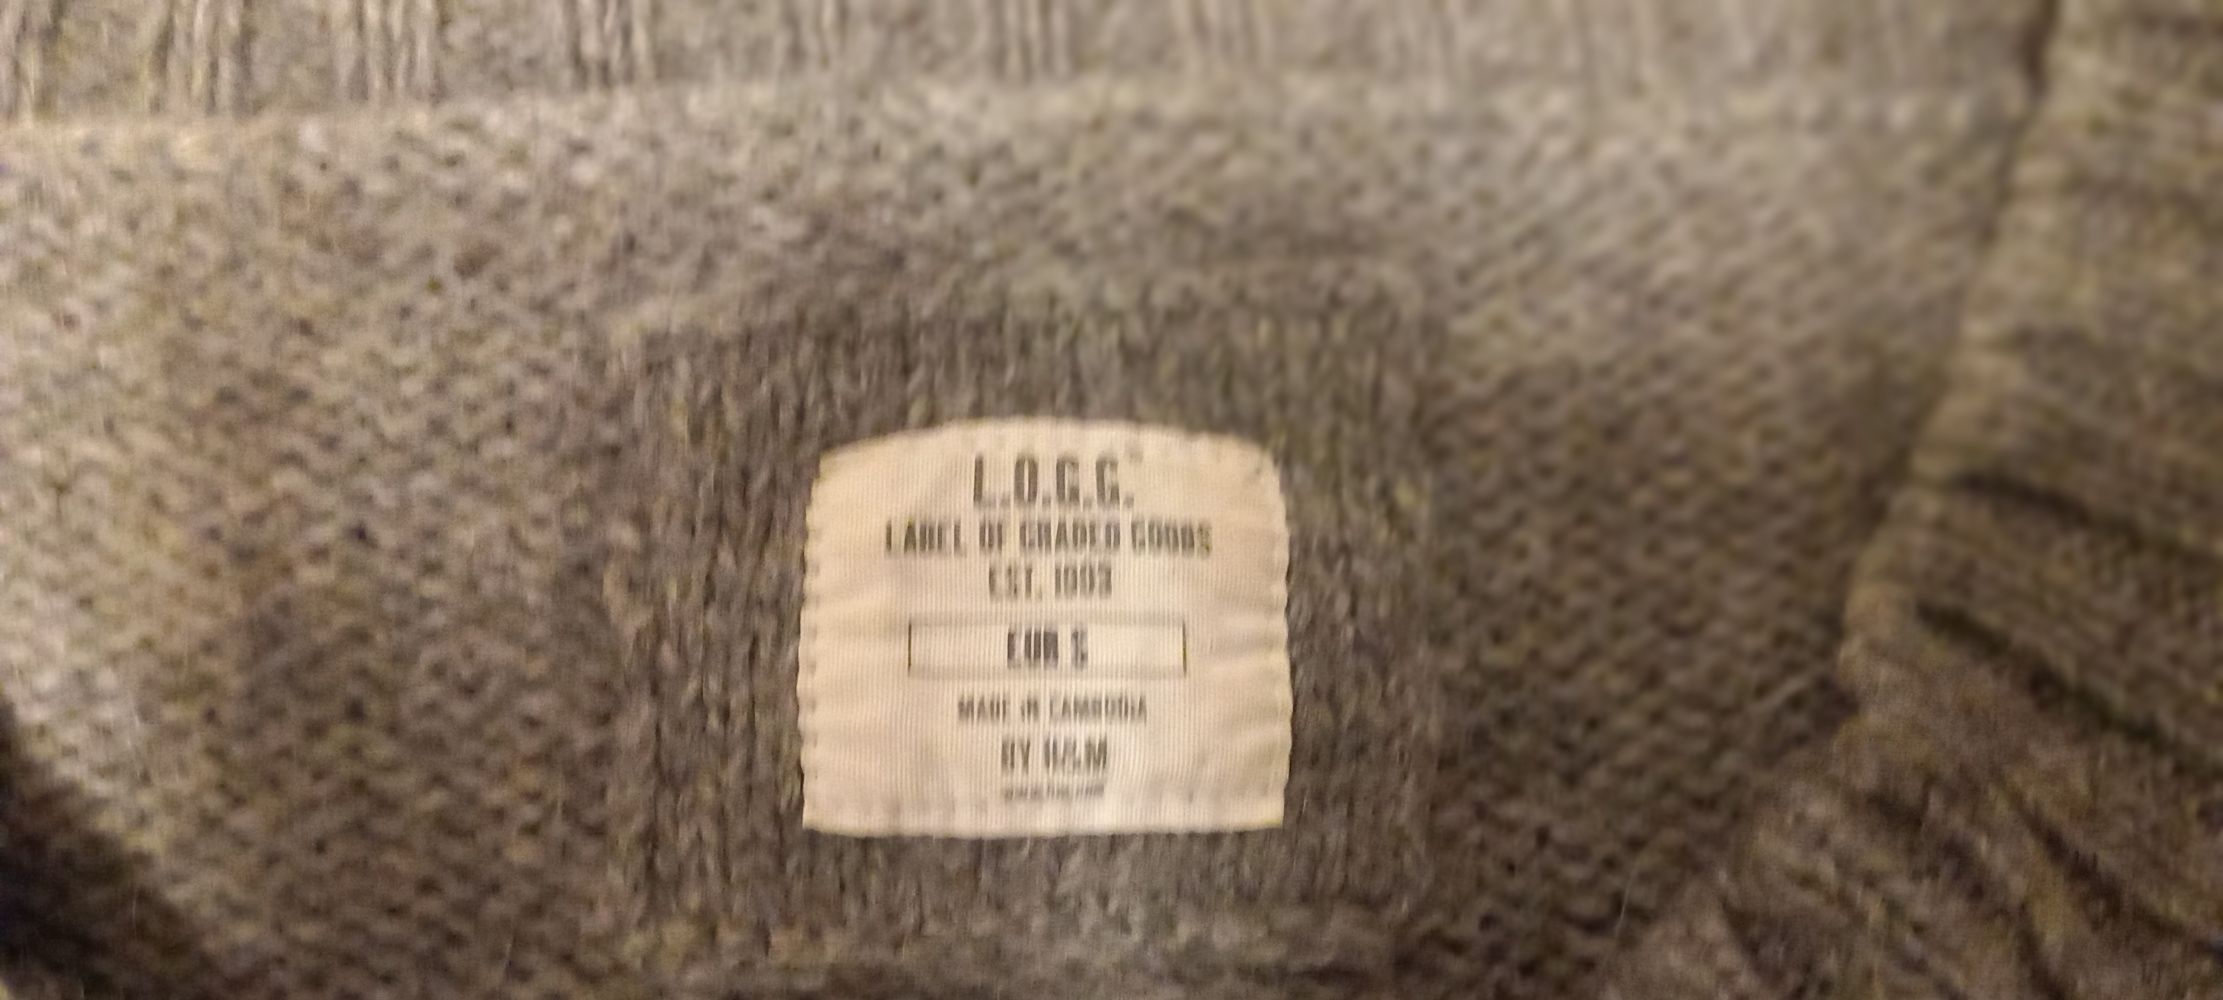 L.O.G.G.
LABEL OF GRADED GOODS
EST. 1993
EUR S
MADE IN CAMBODIA
BY H&M